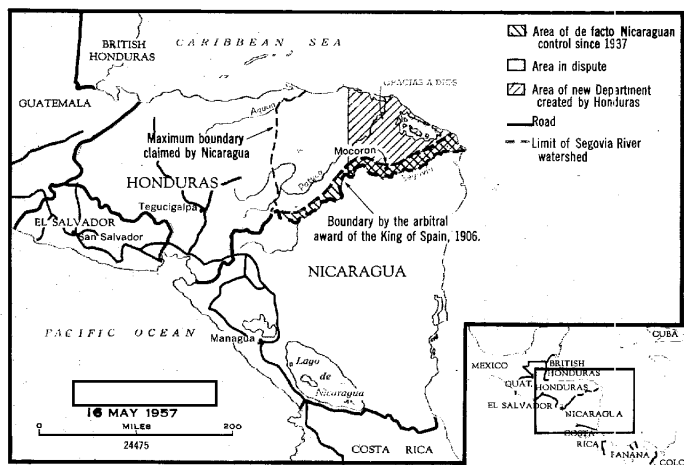 BRITISH
HONDURAS
CARIBBEAN SEA
GUATEMALA
GRACIAS A DIOS
Maximum boundary
claimed by Nicaragua
Mocoron
Patuca
Segovia
HONDURAS
Tegucigalpa
EL SALVADOR
San Salvador
Boundary by the arbitral
award of the King of Spain, 1906.
NICARAGUA
PACIFIC OCEAN
Managua
Lago
de
Nicaragua
COSTA RICA
16 MAY 1957
0 MILES 200
24475
Area of de facto Nicaraguan
control since 1937
Area in dispute
Area of new Department
created by Honduras
Road
Limit of Segovia River
watershed
CUBA
MEXICO
BRITISH
HONDURAS
GUAT.
HONDURAS
EL SALVADOR
NICARAGUA
COSTA
RICA
PANAMA
COLO